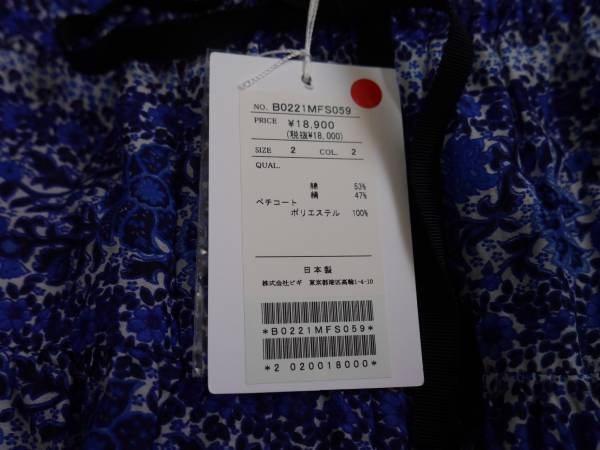 NO. B0221MFS059
PRICE ¥18,900
(税抜¥18,000)
SIZE 2 COL. 2
QUAL.
綿 53%
絹 47%
ペチコート
ポリエステル 100%
日本製
株式会社ビギ 東京都港区高輪1-4-10
*B0221MFS059*
*2 020018000*